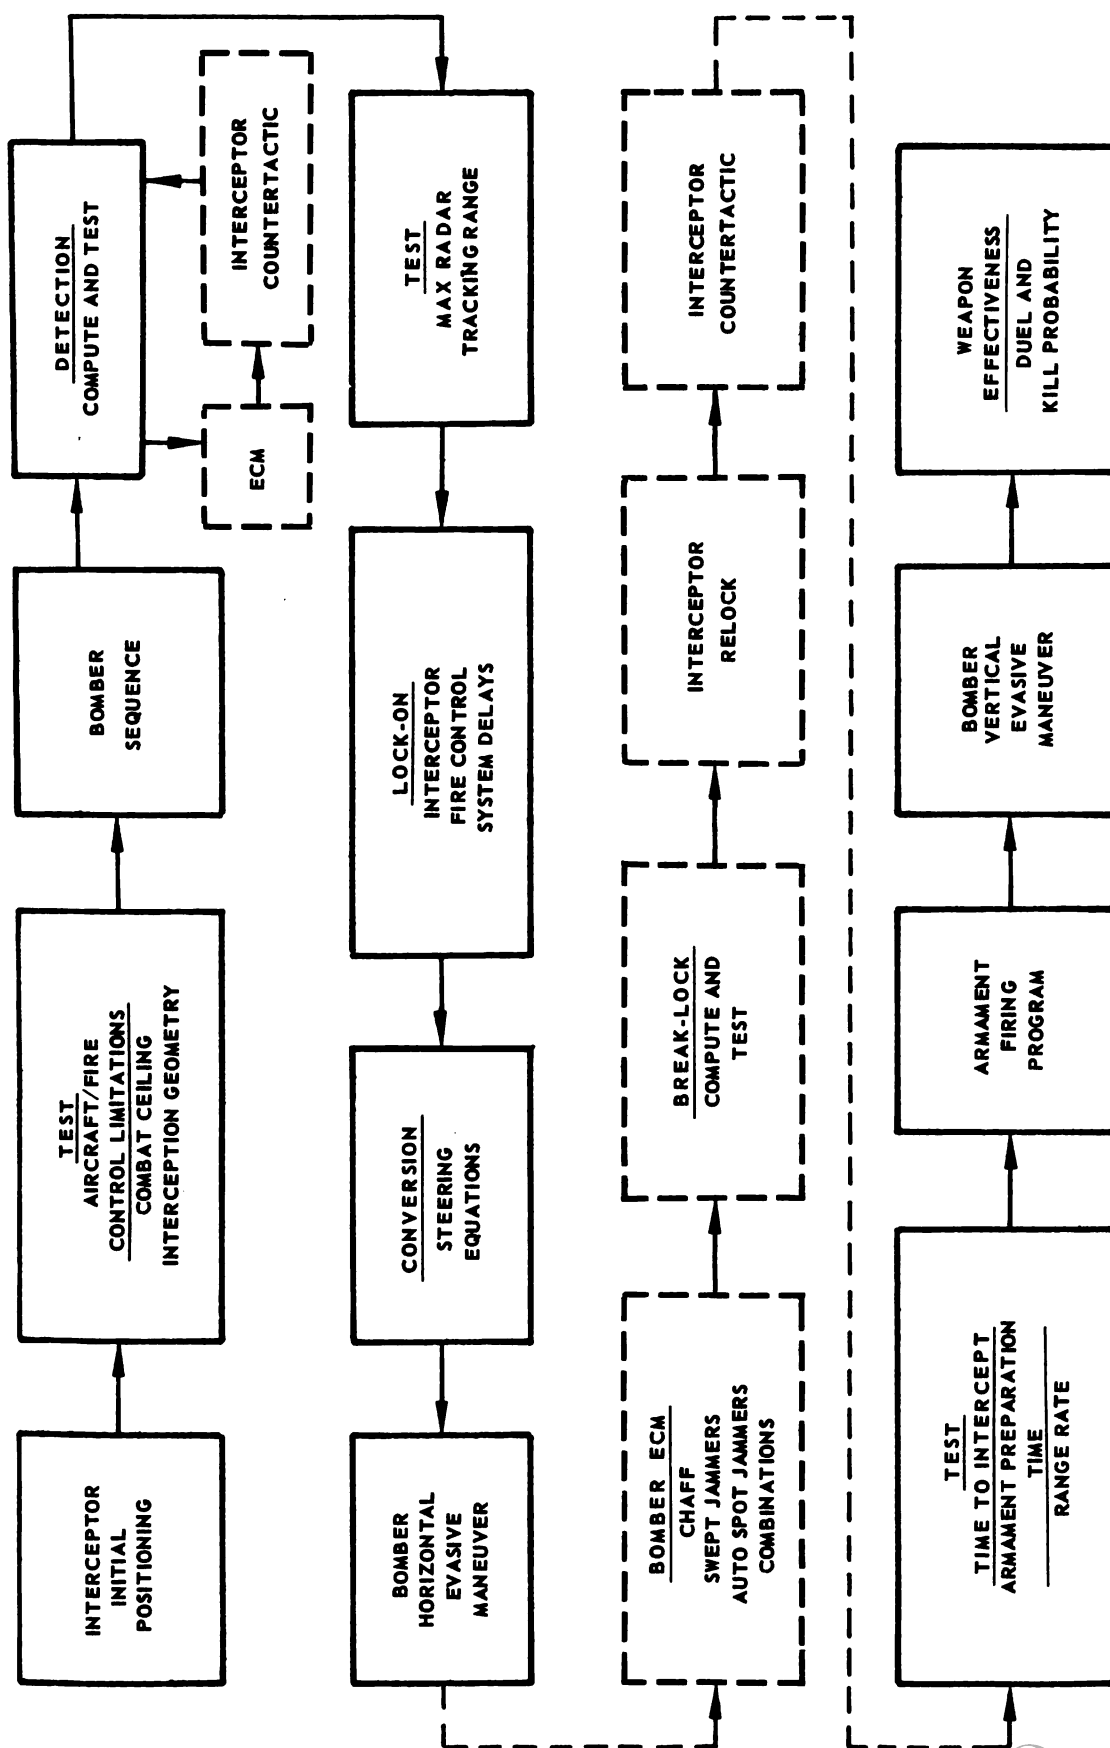 INTERCEPTOR
INITIAL
POSITIONING
TEST
AIRCRAFT/FIRE
CONTROL LIMITATIONS
COMBAT CEILING
INTERCEPTION GEOMETRY
BOMBER
SEQUENCE
DETECTION
COMPUTE AND TEST
ECM
INTERCEPTOR
COUNTERTACTIC
TEST
MAX RADAR
TRACKING RANGE
LOCK-ON
INTERCEPTOR
FIRE CONTROL
SYSTEM DELAYS
CONVERSION
STEERING
EQUATIONS
BOMBER
HORIZONTAL
EVASIVE
MANEUVER
BOMBER ECM
CHAFF
SWEPT JAMMERS
AUTO SPOT JAMMERS
COMBINATIONS
BREAK-LOCK
COMPUTE AND
TEST
INTERCEPTOR
RELOCK
INTERCEPTOR
COUNTERTACTIC
TEST
TIME TO INTERCEPT
ARMAMENT PREPARATION
TIME
RANGE RATE
ARMAMENT
FIRING
PROGRAM
BOMBER
VERTICAL
EVASIVE
MANEUVER
WEAPON
EFFECTIVENESS
DUEL AND
KILL PROBABILITY